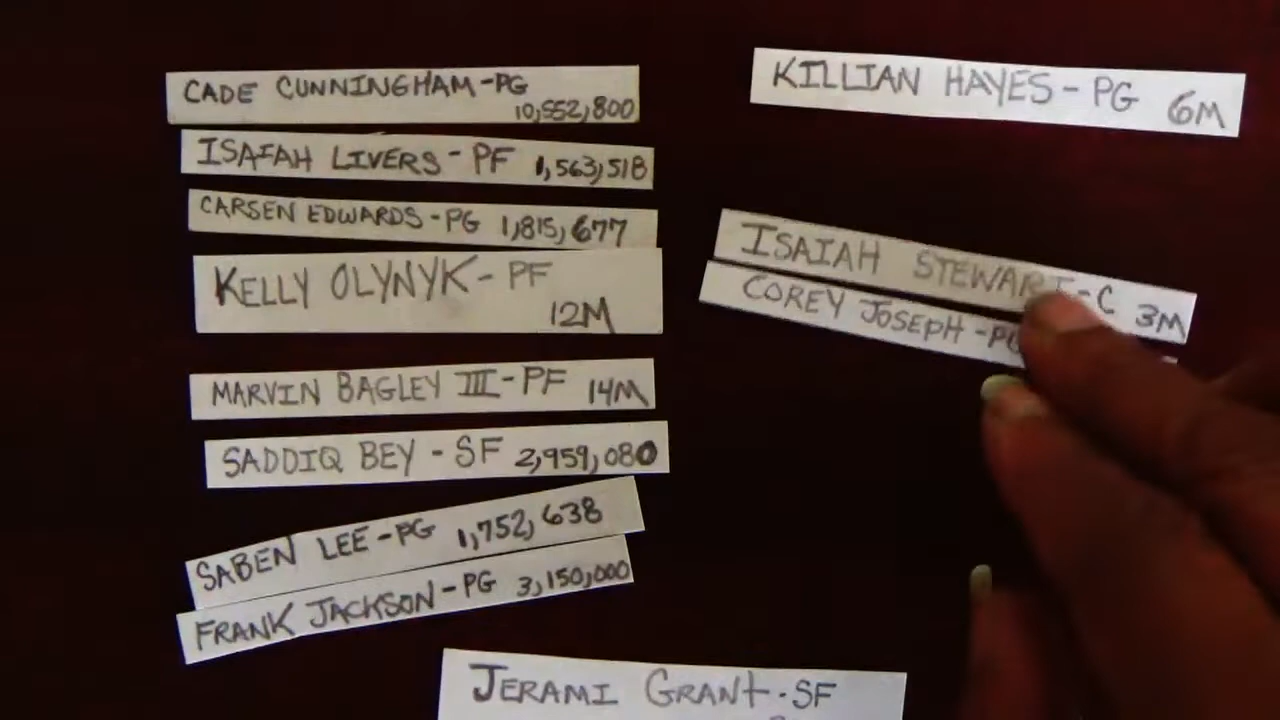 CADE CUNNINGHAM-PG
10,552,800
ISAIAH LIVERS-PF 1,563,518
CARSEN EDWARDS-PG 1,815,677
KELLY OLYNYK-PF
12M
MARVIN BAGLEY III-PF 14M
SADDIQ BEY-SF 2,959,080
SABEN LEE-PG 1,752,638
FRANK JACKSON-PG 3,150,000
JERAMI GRANT-SF
KILLIAN HAYES-PG 6M
ISAIAH STEWART-C 3M
COREY JOSEPH